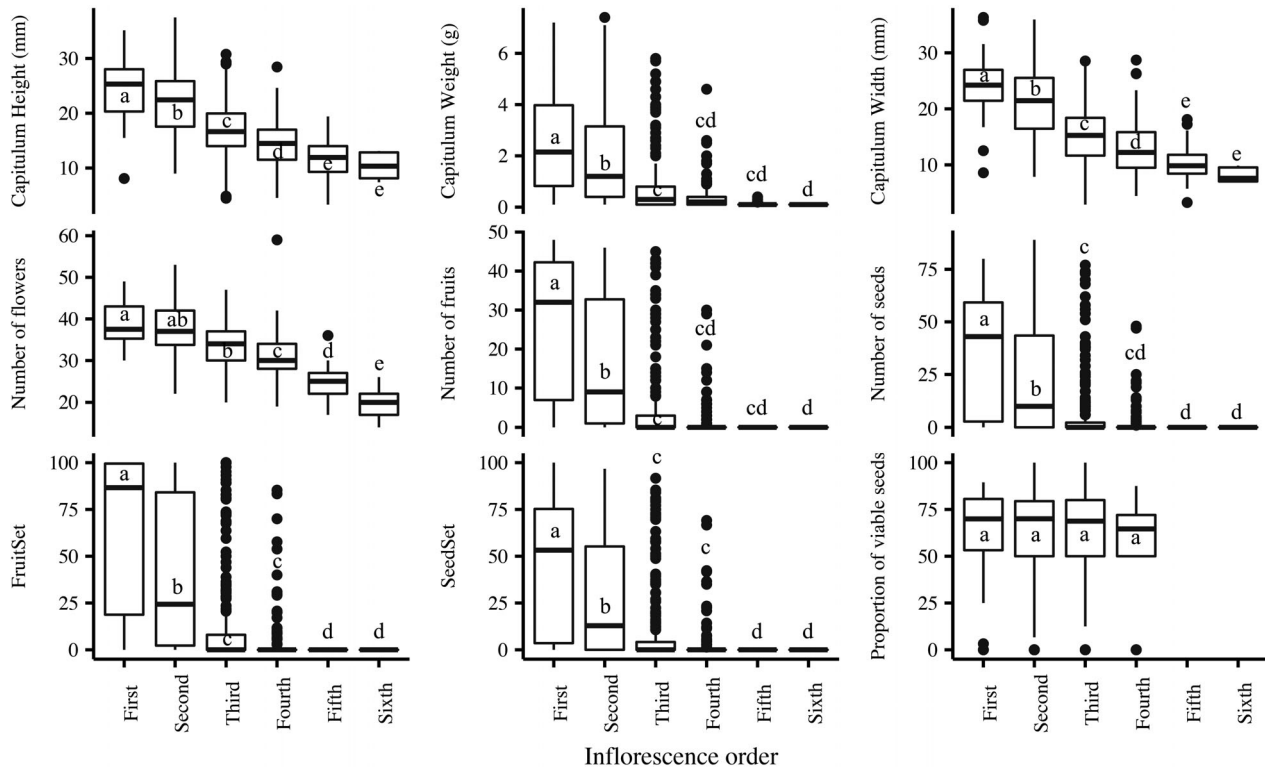 Capitulum Height (mm)
30
20
10
a
b
c
d
e
e
Capitulum Weight (g)
6
4
2
0
a
b
c
cd
cd
d
Capitulum Width (mm)
30
20
10
a
b
c
d
e
e
Number of flowers
60
50
40
30
20
a
ab
b
c
d
e
Number of fruits
50
40
30
20
10
0
a
b
c
cd
cd
d
Number of seeds
75
50
25
0
a
b
c
cd
d
d
FruitSet
100
75
50
25
0
a
b
c
c
d
d
First
Second
Third
Fourth
Fifth
Sixth
SeedSet
100
75
50
25
0
a
b
c
c
d
d
First
Second
Third
Fourth
Fifth
Sixth
Proportion of viable seeds
100
75
50
25
0
a
a
a
a
First
Second
Third
Fourth
Fifth
Sixth
Inflorescence order